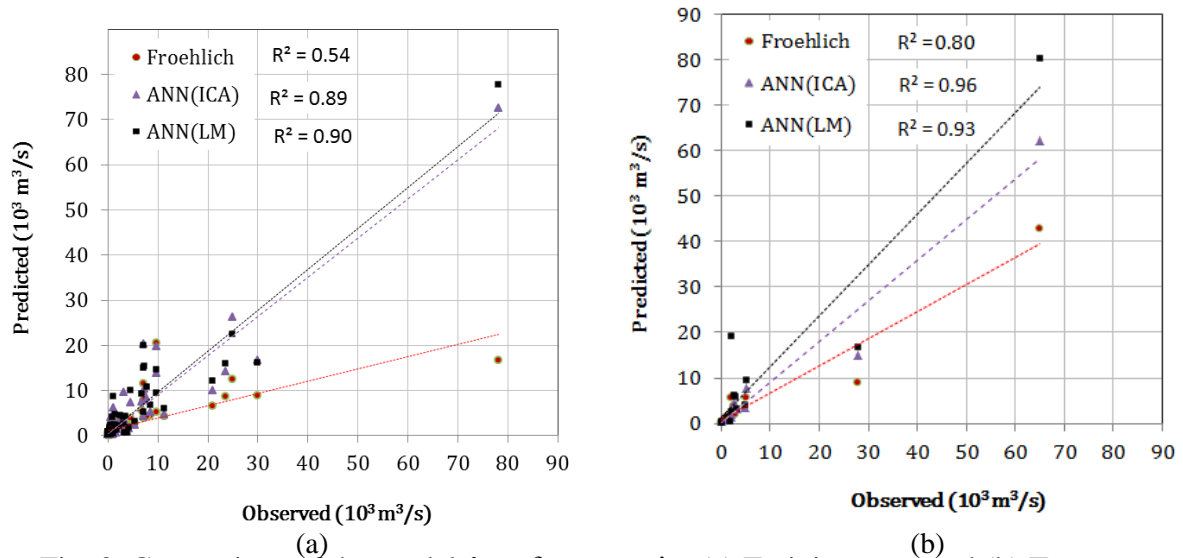 90
80
70
60
50
40
30
20
10
0
Predicted (10³ m³/s)
Froehlich R² = 0.54
ANN(ICA) R² = 0.89
ANN(LM) R² = 0.90
0 10 20 30 40 50 60 70 80 90
Observed (10³ m³/s)
(a)
90
80
70
60
50
40
30
20
10
0
Predicted (10³ m³/s)
Froehlich R² = 0.80
ANN(ICA) R² = 0.96
ANN(LM) R² = 0.93
0 10 20 30 40 50 60 70 80 90
Observed (10³ m³/s)
(b)